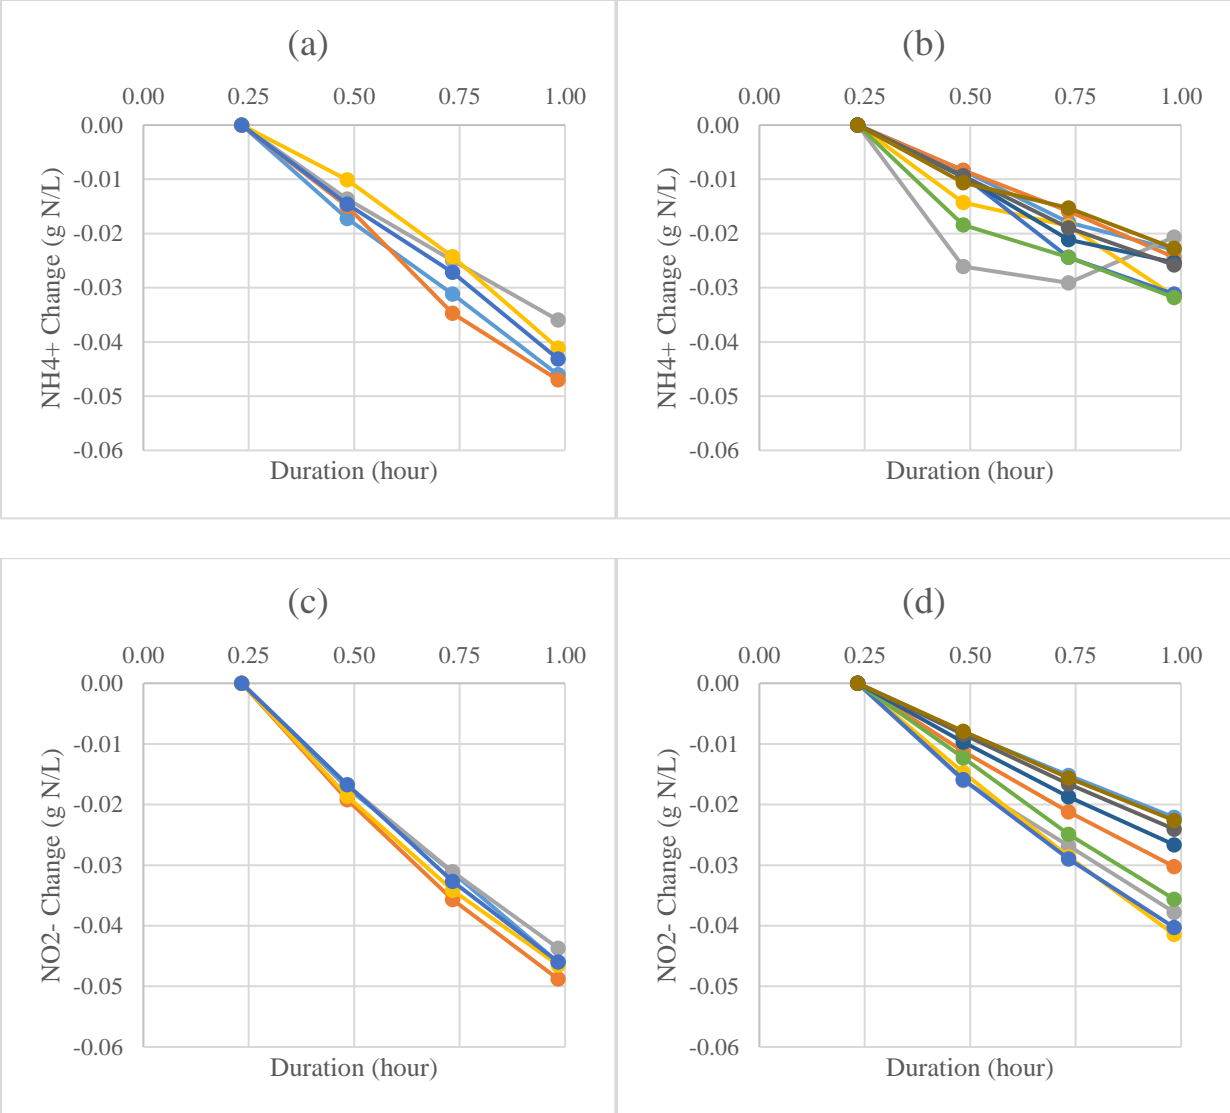 (a)
0.00 0.25 0.50 0.75 1.00
0.00
-0.01
-0.02
-0.03
-0.04
-0.05
-0.06
NH4+ Change (g N/L)
Duration (hour)
(b)
0.00 0.25 0.50 0.75 1.00
0.00
-0.01
-0.02
-0.03
-0.04
-0.05
-0.06
NH4+ Change (g N/L)
Duration (hour)
(c)
0.00 0.25 0.50 0.75 1.00
0.00
-0.01
-0.02
-0.03
-0.04
-0.05
-0.06
NO2- Change (g N/L)
Duration (hour)
(d)
0.00 0.25 0.50 0.75 1.00
0.00
-0.01
-0.02
-0.03
-0.04
-0.05
-0.06
NO2- Change (g N/L)
Duration (hour)